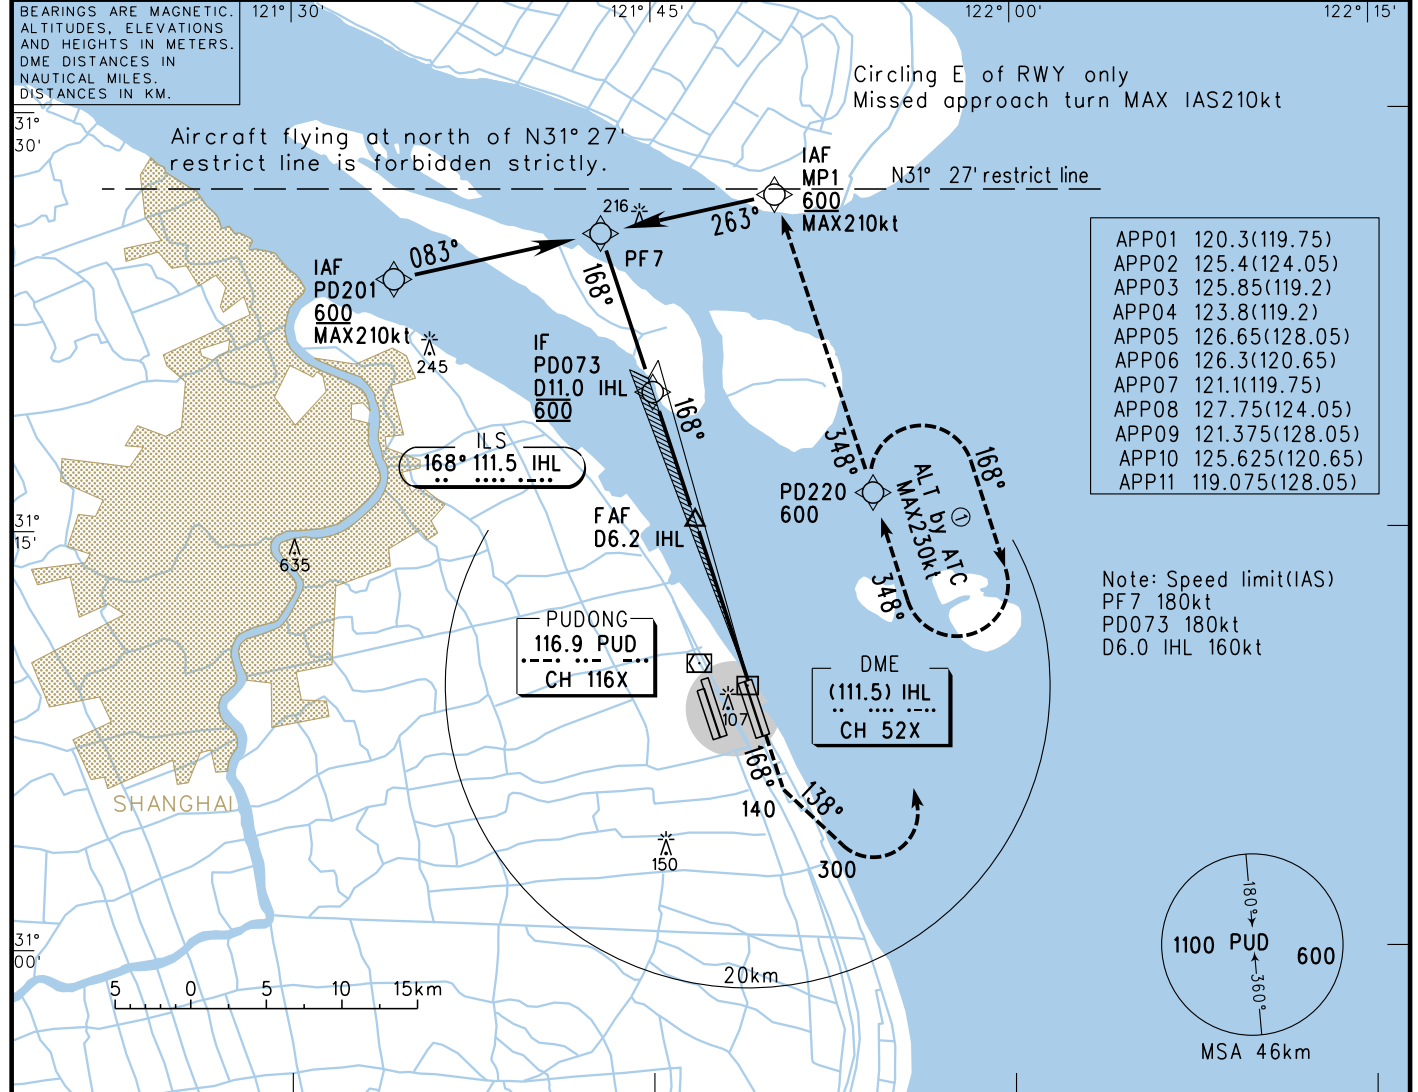 BEARINGS ARE MAGNETIC.
ALTITUDES, ELEVATIONS
AND HEIGHTS IN METERS.
DME DISTANCES IN
NAUTICAL MILES.
DISTANCES IN KM.
121° 30'
121° 45'
122° 00'
122° 15'
31°
30'
31°
15'
31°
00'
Circling E of RWY only
Missed approach turn MAX IAS210kt
Aircraft flying at north of N31° 27'
restrict line is forbidden strictly.
N31° 27' restrict line
IAF
MP1
600
MAX210kt
216
263°
PF7
083°
IAF
PD201
600
MAX210kt
245
168°
IF
PD073
D11.0 IHL
600
168°
ILS
168° 111.5 IHL
FAF
D6.2 IHL
348°
PD220
600
168°
ALT by ATC
MAX230kt
①
348°
635
APP01 120.3(119.75)
APP02 125.4(124.05)
APP03 125.85(119.2)
APP04 123.8(119.2)
APP05 126.65(128.05)
APP06 126.3(120.65)
APP07 121.1(119.75)
APP08 127.75(124.05)
APP09 121.375(128.05)
APP10 125.625(120.65)
APP11 119.075(128.05)
Note: Speed limit(IAS)
PF7 180kt
PD073 180kt
D6.0 IHL 160kt
PUDONG
116.9 PUD
CH 116X
DME
(111.5) IHL
CH 52X
107
168°
138°
140
300
150
SHANGHAI
20km
5 0 5 10 15km
180°
1100 PUD 600
360°
MSA 46km